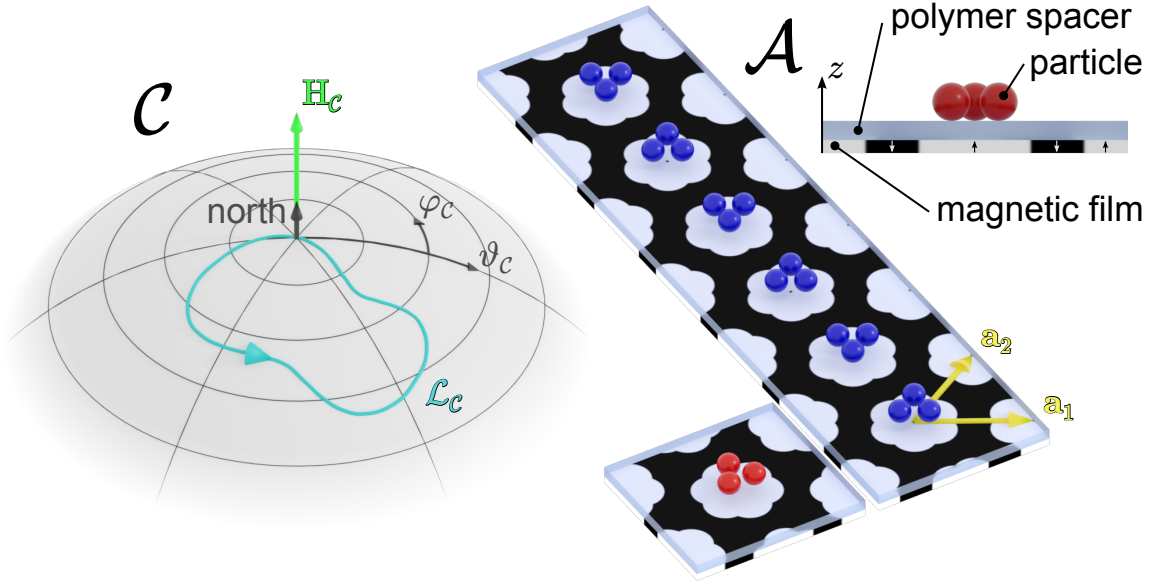 𝒞
H𝒞
north
φ𝒞
ϑ𝒞
ℒ𝒞
𝒜
z
polymer spacer
particle
magnetic film
a₂
a₁